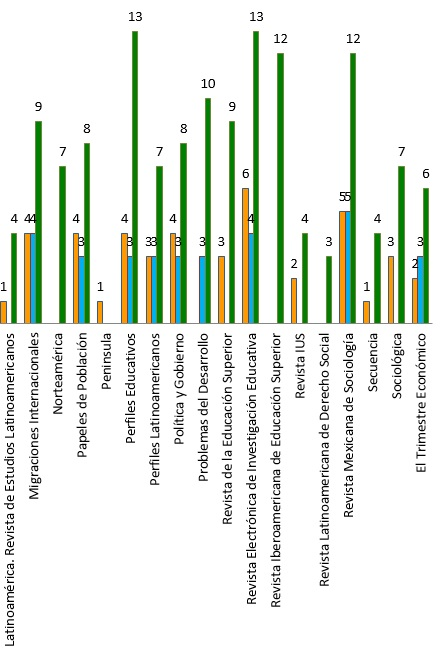 1 4
4 4 9
7
4 3 8
1
4 3 13
3 3 7
4 3 8
3 10
3 9
6 4 13
12
2 4
3
5 5 12
1 4
3 7
2 3 6
Latinoamérica. Revista de Estudios Latinoamericanos
Migraciones Internacionales
Norteamérica
Papeles de Población
Península
Perfiles Educativos
Perfiles Latinoamericanos
Política y Gobierno
Problemas del Desarrollo
Revista de la Educación Superior
Revista Electrónica de Investigación Educativa
Revista Iberoamericana de Educación Superior
Revista IUS
Revista Latinoamericana de Derecho Social
Revista Mexicana de Sociología
Secuencia
Sociológica
El Trimestre Económico